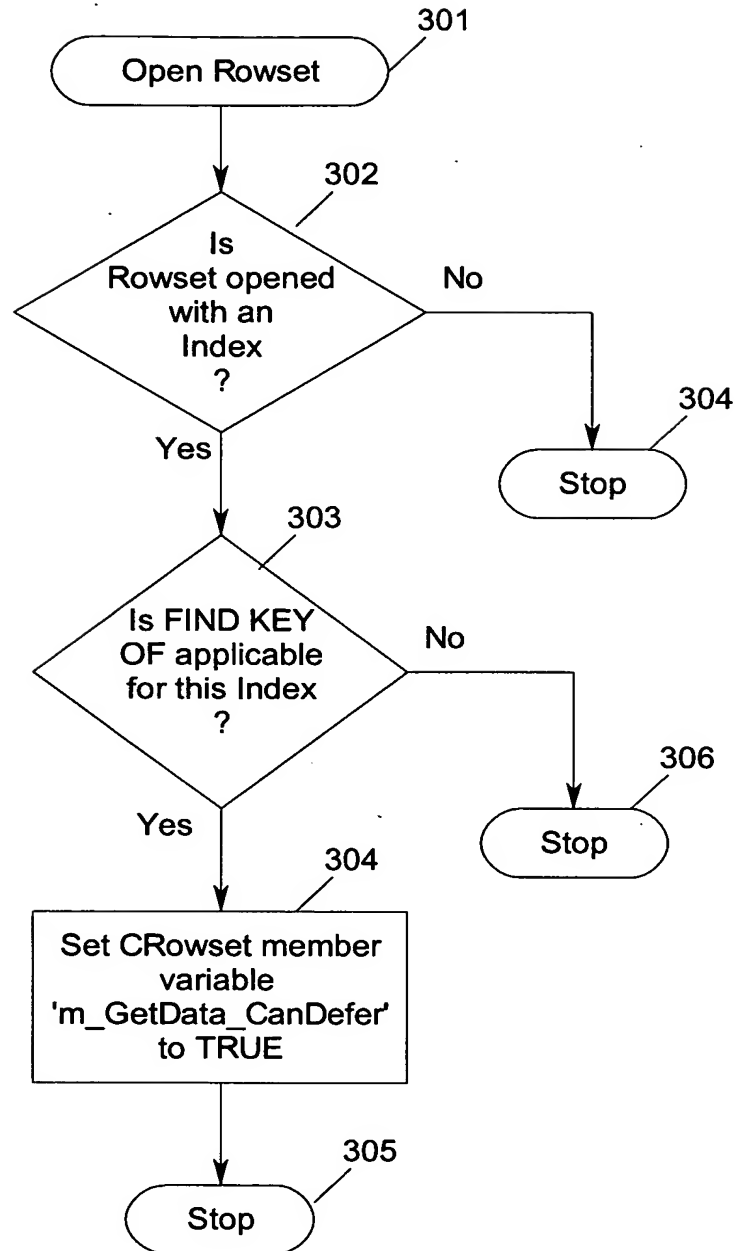 301
Open Rowset
302
Is
Rowset opened
with an
Index
?
No
304
Stop
Yes
303
Is FIND KEY
OF applicable
for this Index
?
No
306
Stop
Yes
304
Set CRowset member
variable
'm_GetData_CanDefer'
to TRUE
305
Stop